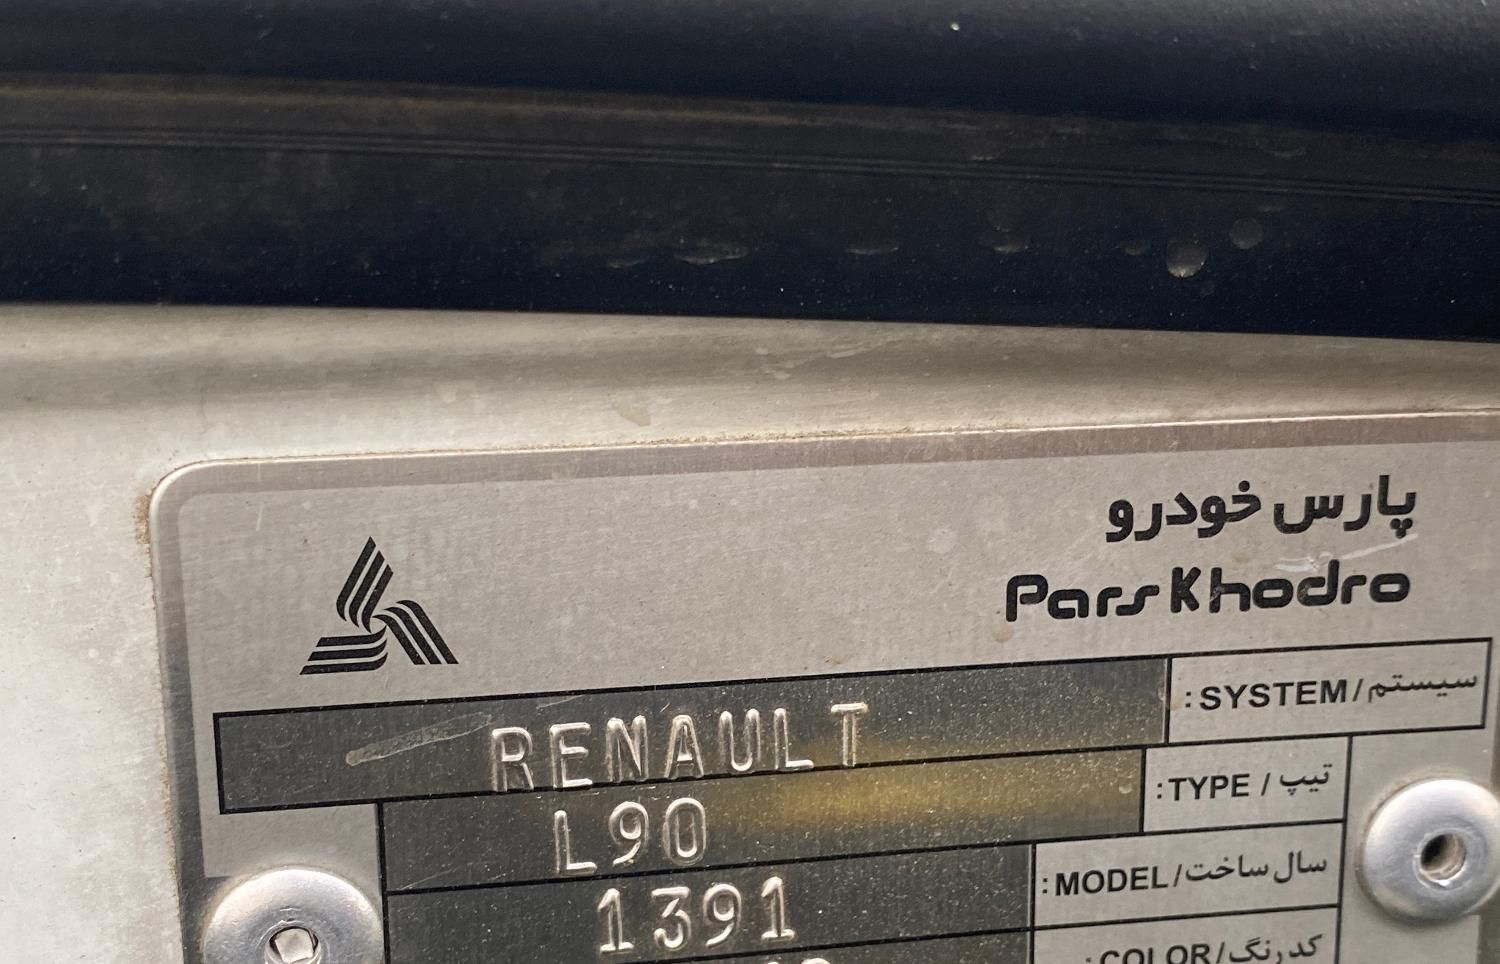 پارس خودرو
Pars Khodro
RENAULT :SYSTEM/سیستم
L90 :TYPE / تیپ
1391 :MODEL/سال ساخت
:COLOR/کد رنگ